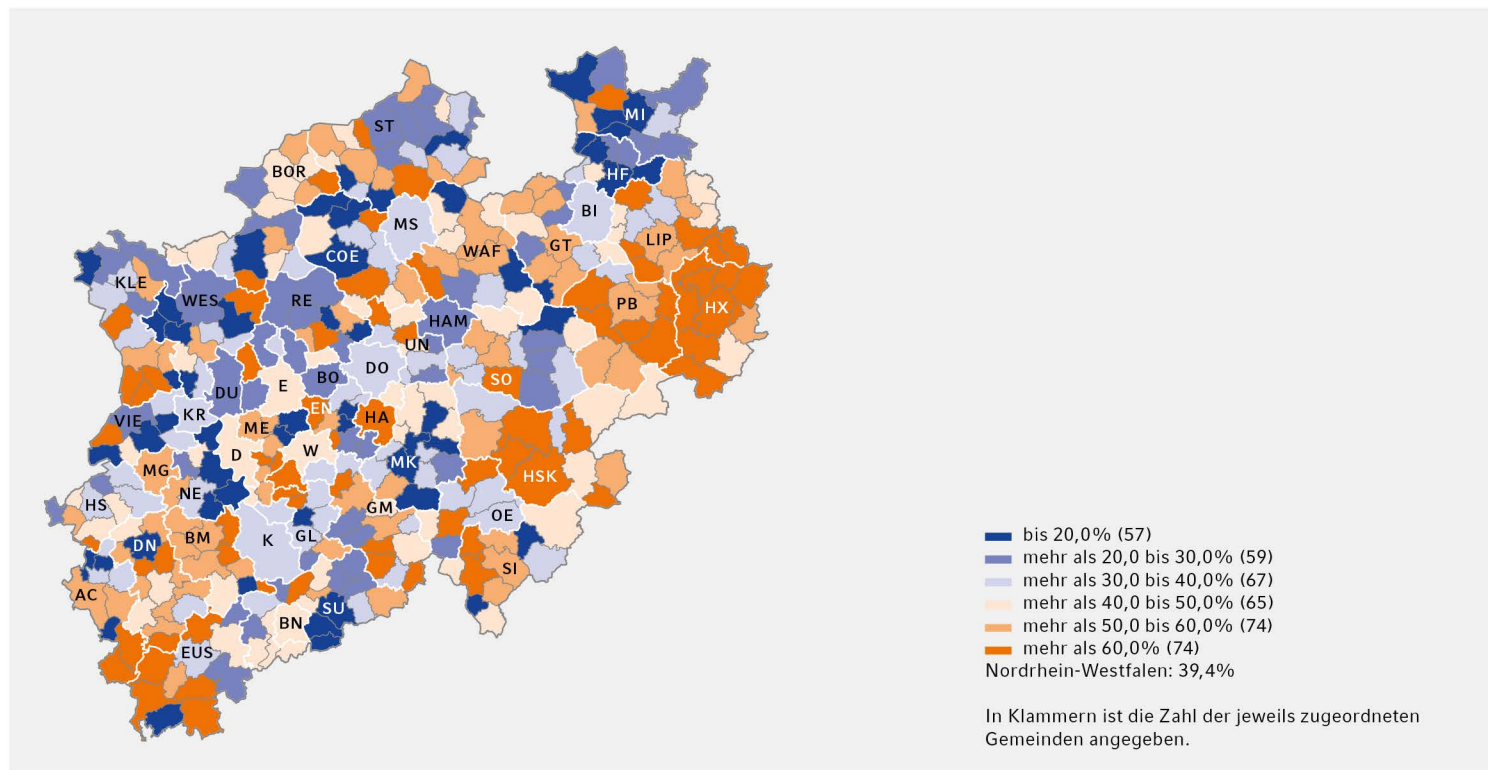 ST
MI
BOR
HF
MS
BI
COE
WAF
GT
LIP
KLE
WES
RE
PB
HX
HAM
UN
DO
E
BO
SO
DU
VIE
KR
EN
HA
ME
D
W
MG
MK
HSK
NE
HS
GM
OE
DN
BM
K
GL
SI
AC
SU
BN
EUS
bis 20,0% (57)
mehr als 20,0 bis 30,0% (59)
mehr als 30,0 bis 40,0% (67)
mehr als 40,0 bis 50,0% (65)
mehr als 50,0 bis 60,0% (74)
mehr als 60,0% (74)
Nordrhein-Westfalen: 39,4%
In Klammern ist die Zahl der jeweils zugeordneten
Gemeinden angegeben.